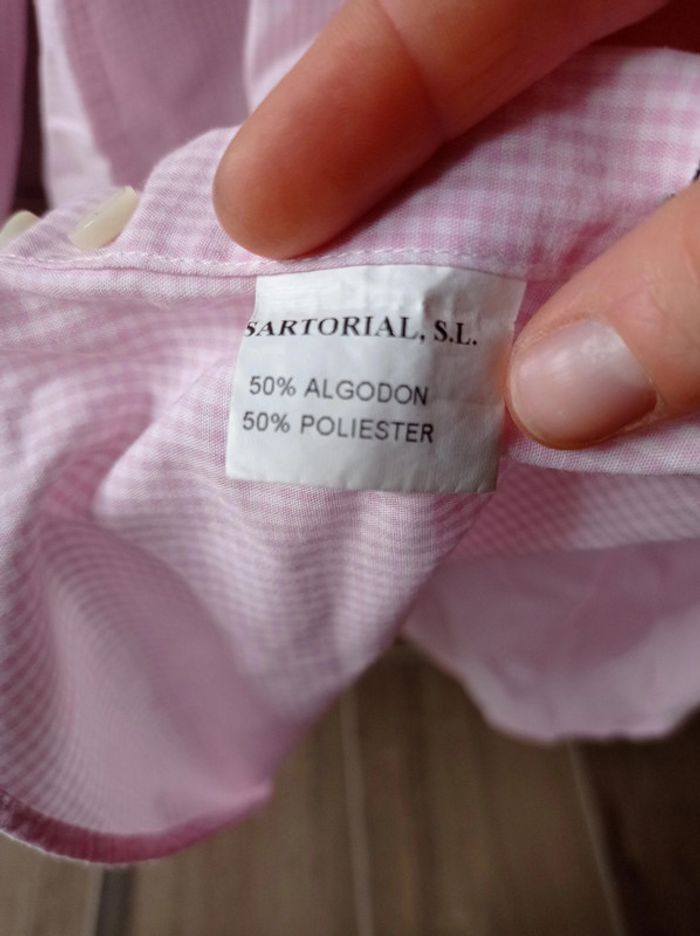 SARTORIAL, S.L.
50% ALGODON
50% POLIESTER